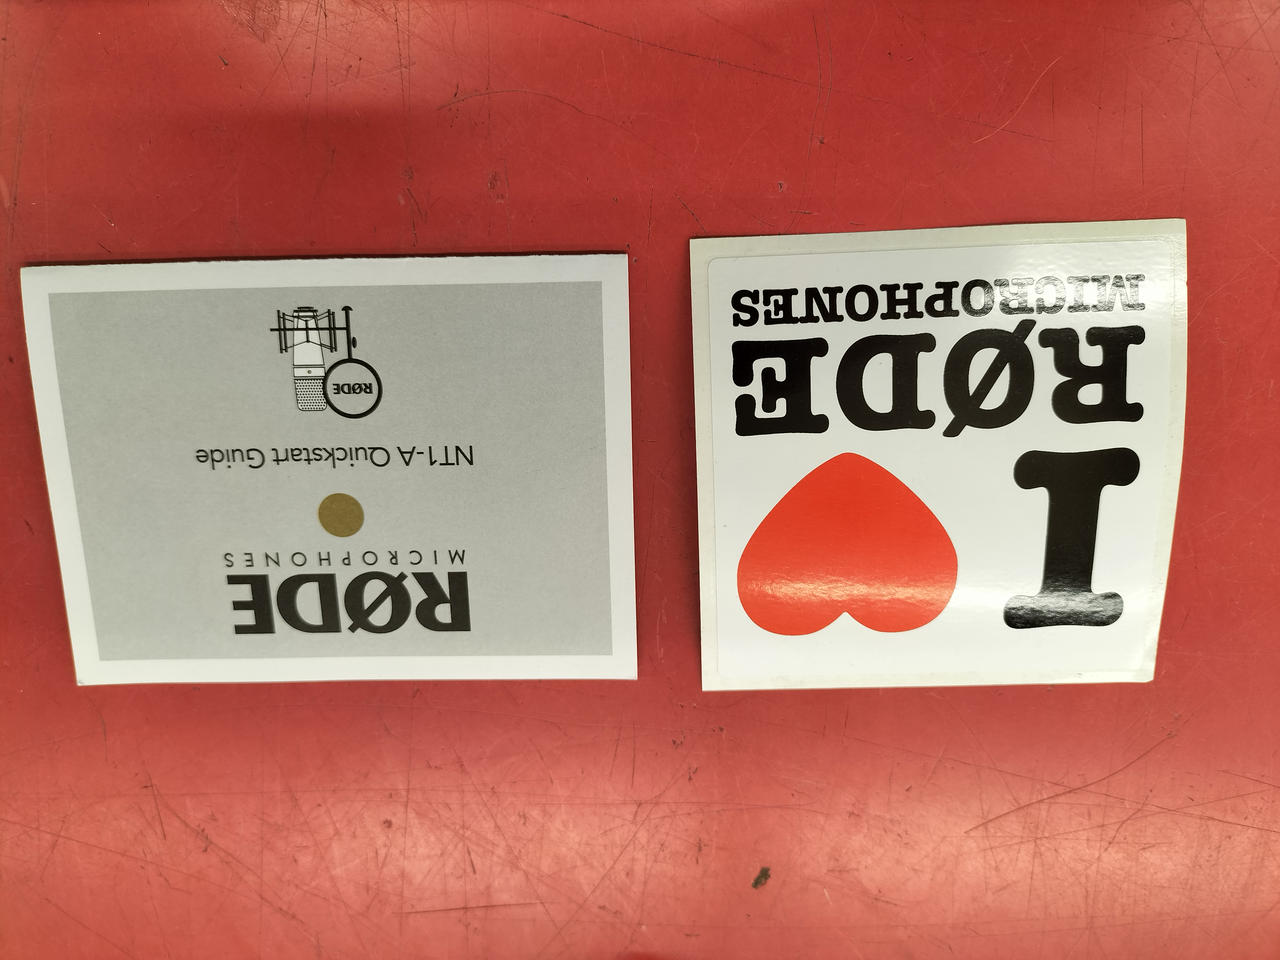 RØDE
MICROPHONES
NT1-A Quickstart Guide
RØDE
I
RØDE
MICROPHONES